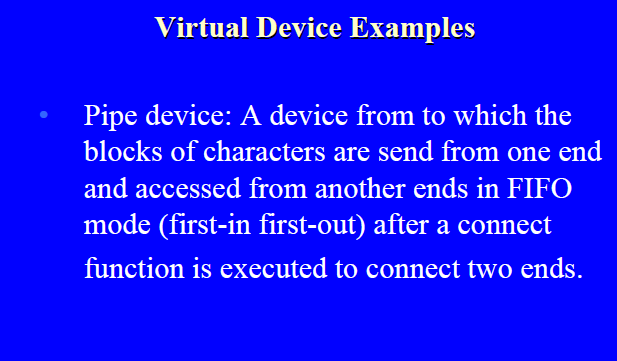 Virtual Device Examples
• Pipe device: A device from to which the
blocks of characters are send from one end
and accessed from another ends in FIFO
mode (first-in first-out) after a connect
function is executed to connect two ends.